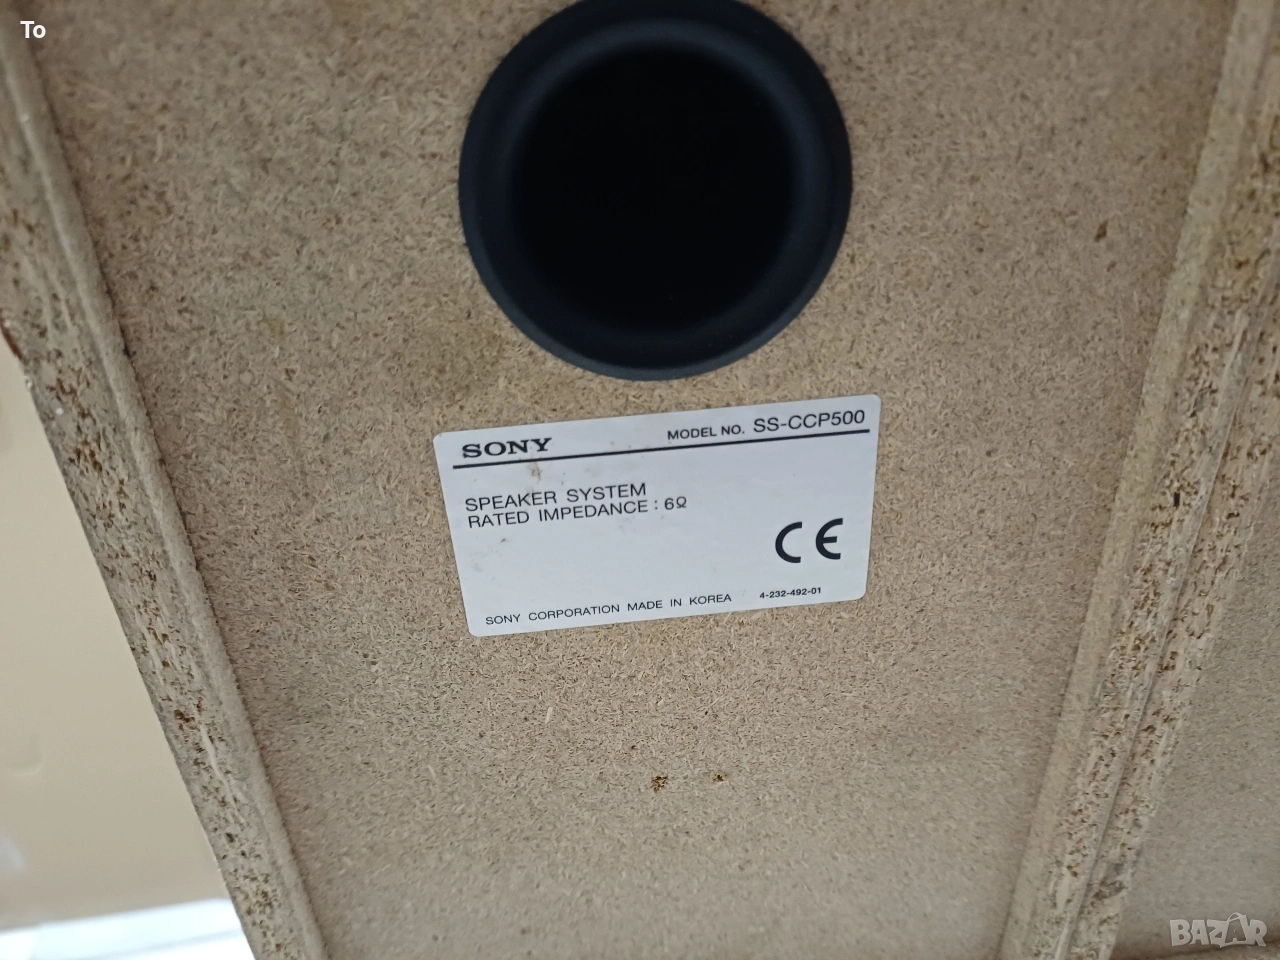 To
SONY MODEL NO. SS-CCP500
SPEAKER SYSTEM
RATED IMPEDANCE : 6Ω
CE
SONY CORPORATION MADE IN KOREA 4-232-492-01
BAZAR